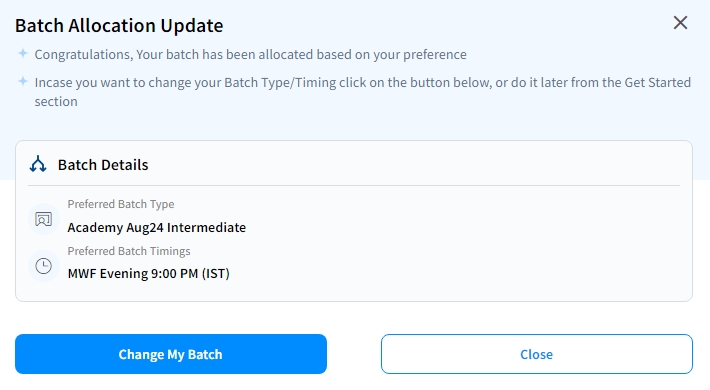 Batch Allocation Update
Congratulations, Your batch has been allocated based on your preference
Incase you want to change your Batch Type/Timing click on the button below, or do it later from the Get Started
section
Batch Details
Preferred Batch Type
Academy Aug24 Intermediate
Preferred Batch Timings
MWF Evening 9:00 PM (IST)
Change My Batch
Close